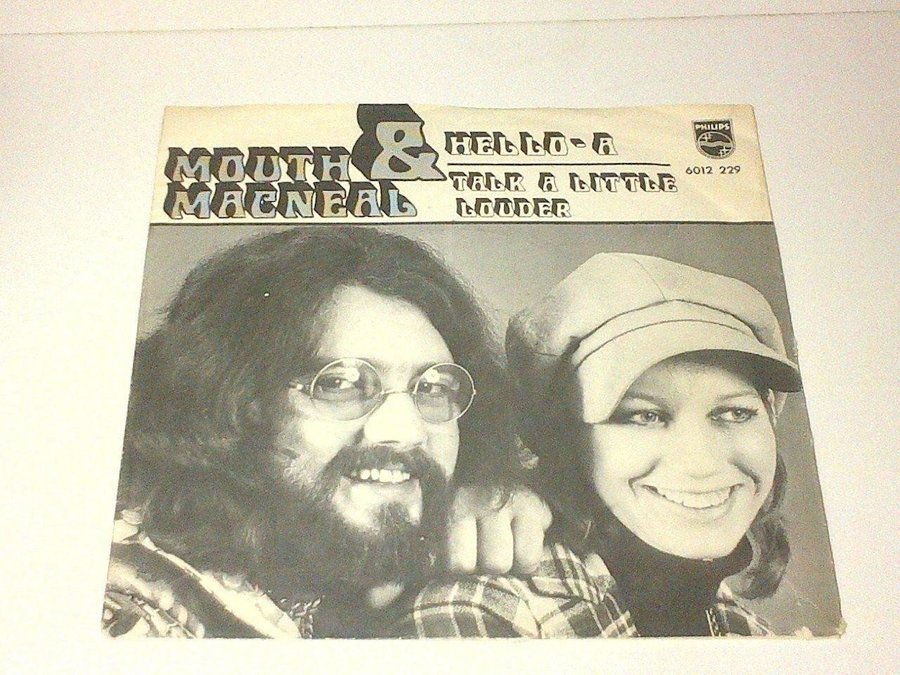 MOUTH &
MACNEAL
HELLO-A
TALK A LITTLE
LOUDER
PHILIPS
6012 229